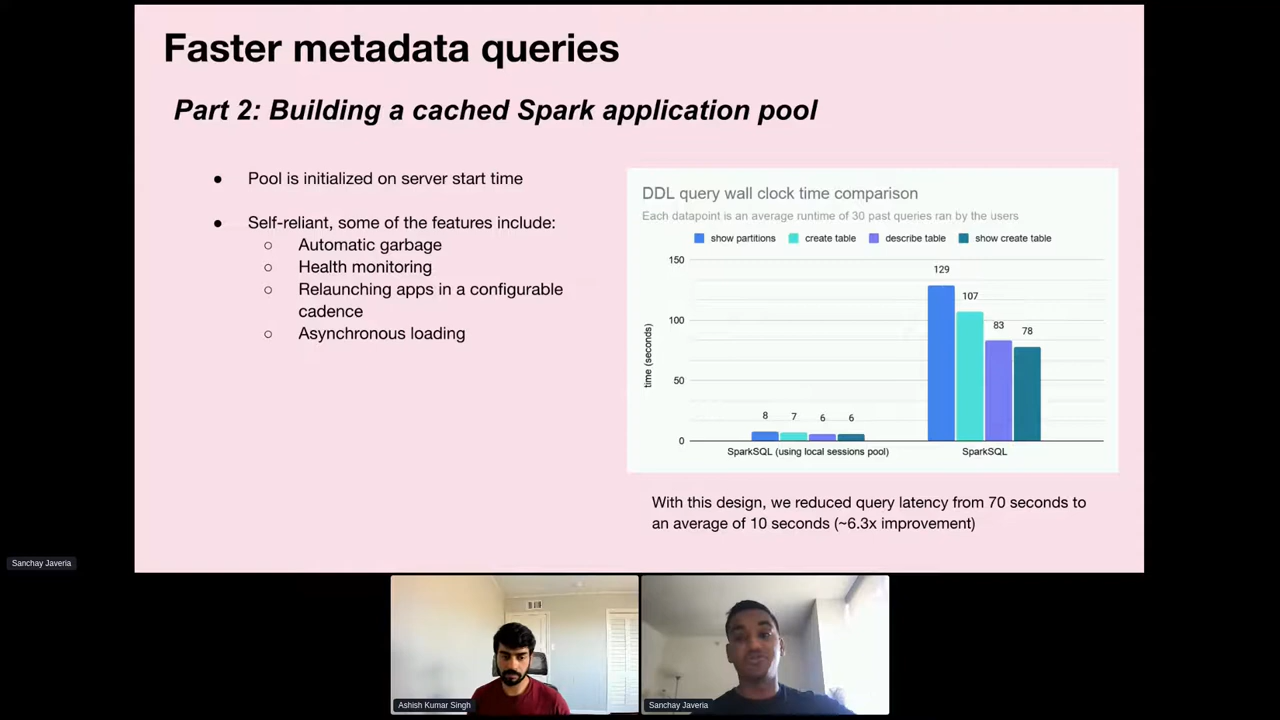 Faster metadata queries
Part 2: Building a cached Spark application pool
● Pool is initialized on server start time
● Self-reliant, some of the features include:
○ Automatic garbage
○ Health monitoring
○ Relaunching apps in a configurable
cadence
○ Asynchronous loading
DDL query wall clock time comparison
Each datapoint is an average runtime of 30 past queries ran by the users
show partitions create table describe table show create table
time (seconds)
150
100
50
0
8 7 6 6
129
107
83
78
SparkSQL (using local sessions pool) SparkSQL
With this design, we reduced query latency from 70 seconds to
an average of 10 seconds (~6.3x improvement)
Sanchay Javeria
Ashish Kumar Singh
Sanchay Javeria